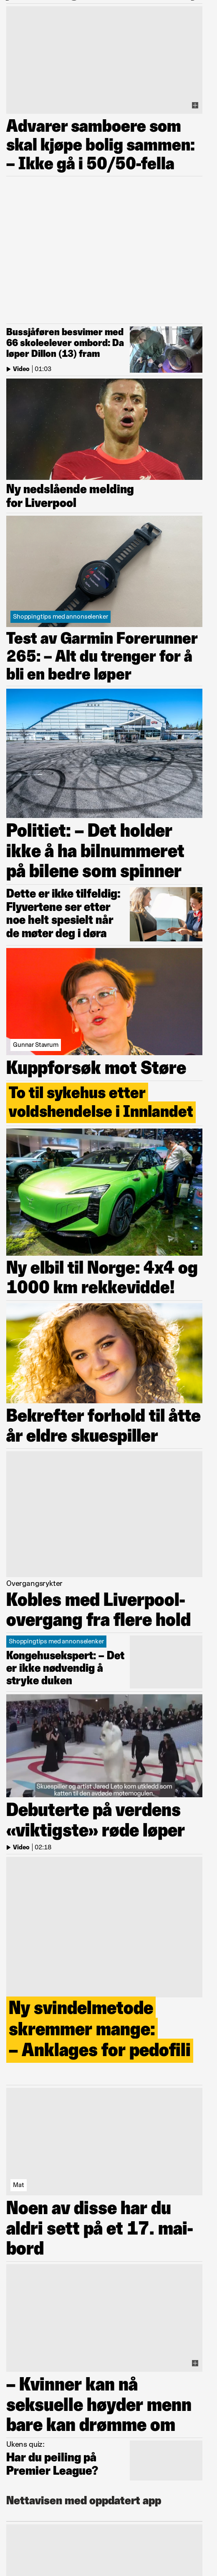 Advarer samboere som
skal kjøpe bolig sammen:
– Ikke gå i 50/50-fella
Bussjåføren besvimer med
66 skoleelever ombord: Da
løper Dillon (13) fram
Video | 01:03
Ny nedslående melding
for Liverpool
Shoppingtips med annonselenker
Test av Garmin Forerunner
265: – Alt du trenger for å
bli en bedre løper
Politiet: – Det holder
ikke å ha bilnummeret
på bilene som spinner
Dette er ikke tilfeldig:
Flyvertene ser etter
noe helt spesielt når
de møter deg i døra
Gunnar Stavrum
Kuppforsøk mot Støre
To til sykehus etter
voldshendelse i Innlandet
Ny elbil til Norge: 4x4 og
1000 km rekkevidde!
Bekrefter forhold til åtte
år eldre skuespiller
Overgangsrykter
Kobles med Liverpool-
overgang fra flere hold
Shoppingtips med annonselenker
Kongehusekspert: – Det
er ikke nødvendig å
stryke duken
Skuespiller og artist Jared Leto kom utkledd som
katten til den avdøde motemogulen.
Debuterte på verdens
«viktigste» røde løper
Video | 02:18
Ny svindelmetode
skremmer mange:
– Anklages for pedofili
Mat
Noen av disse har du
aldri sett på et 17. mai-
bord
– Kvinner kan nå
seksuelle høyder menn
bare kan drømme om
Ukens quiz:
Har du peiling på
Premier League?
Nettavisen med oppdatert app